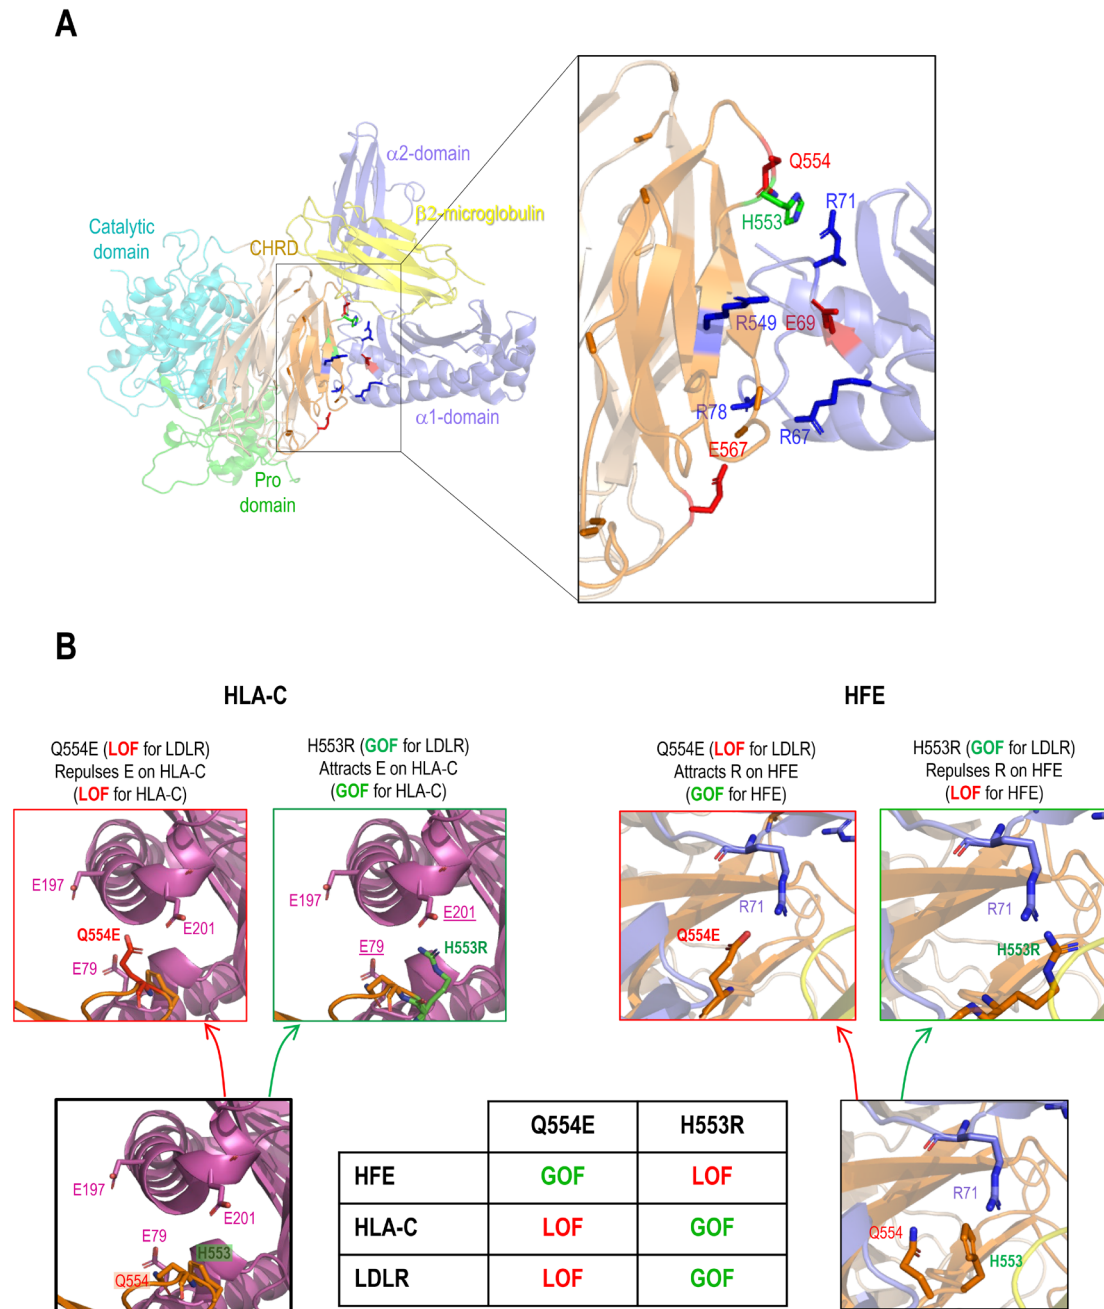 A
α2-domain
β2-microglobulin
Catalytic
domain
CHRD
α1-domain
Pro
domain
Q554
R71
H553
R549
E69
R78
R67
E567
B
HLA-C
HFE
Q554E (LOF for LDLR)
Repulses E on HLA-C
(LOF for HLA-C)
H553R (GOF for LDLR)
Attracts E on HLA-C
(GOF for HLA-C)
Q554E (LOF for LDLR)
Attracts R on HFE
(GOF for HFE)
H553R (GOF for LDLR)
Repulses R on HFE
(LOF for HFE)
E197
E201
Q554E
E79
E197
E201
E79
H553R
R71
Q554E
R71
H553R
E197
E201
E79
H553
Q554
Q554E H553R
HFE GOF LOF
HLA-C LOF GOF
LDLR LOF GOF
R71
Q554
H553